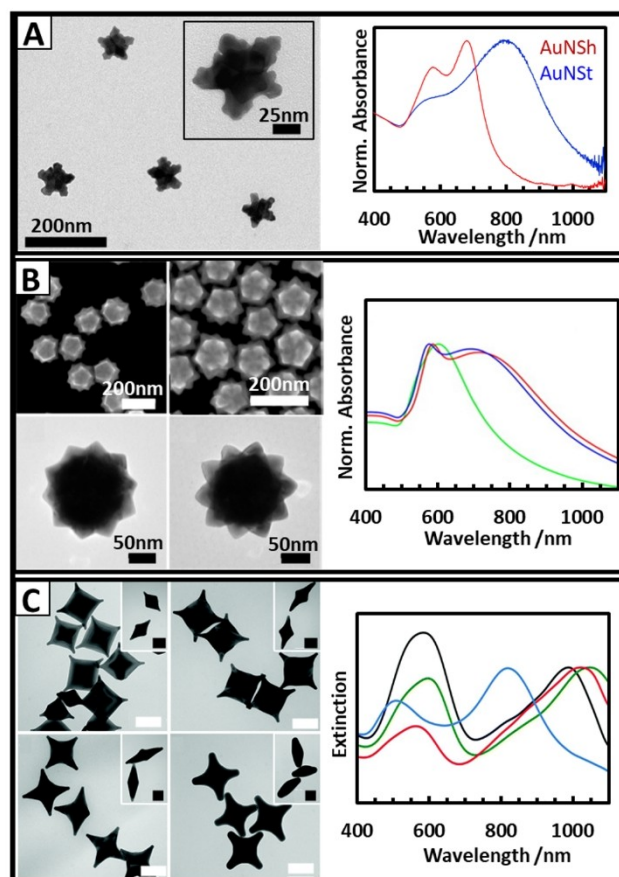 A
25nm
200nm
Norm. Absorbance
AuNSh
AuNSt
400 600 800 1000
Wavelength /nm
B
200nm
200nm
50nm
50nm
Norm. Absorbance
400 600 800 1000
Wavelength /nm
C
Extinction
400 600 800 1000
Wavelength /nm